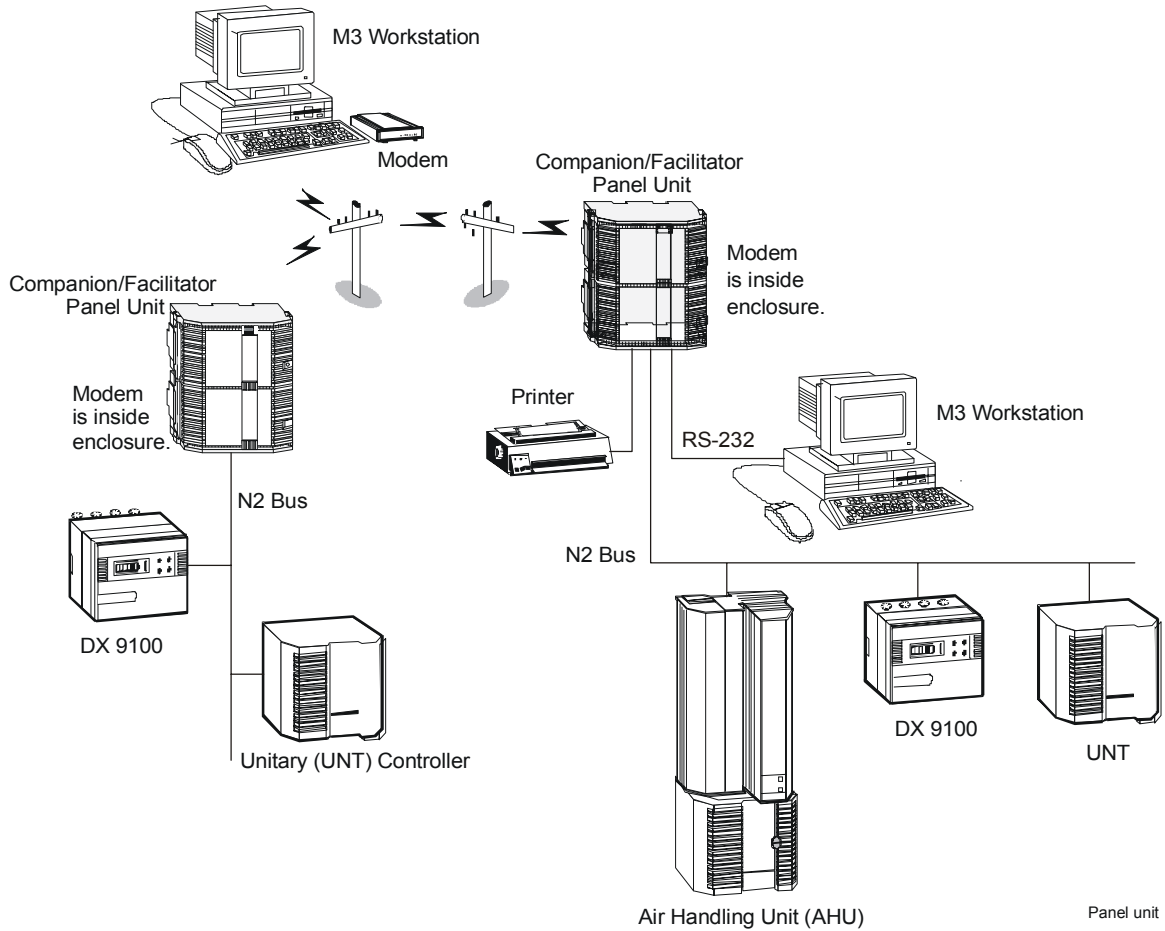 M3 Workstation
Modem
Companion/Facilitator
Panel Unit
Modem
is inside
enclosure.
Companion/Facilitator
Panel Unit
Modem
is inside
enclosure.
Printer
RS-232
M3 Workstation
N2 Bus
N2 Bus
DX 9100
Unitary (UNT) Controller
DX 9100
UNT
Air Handling Unit (AHU)
Panel unit